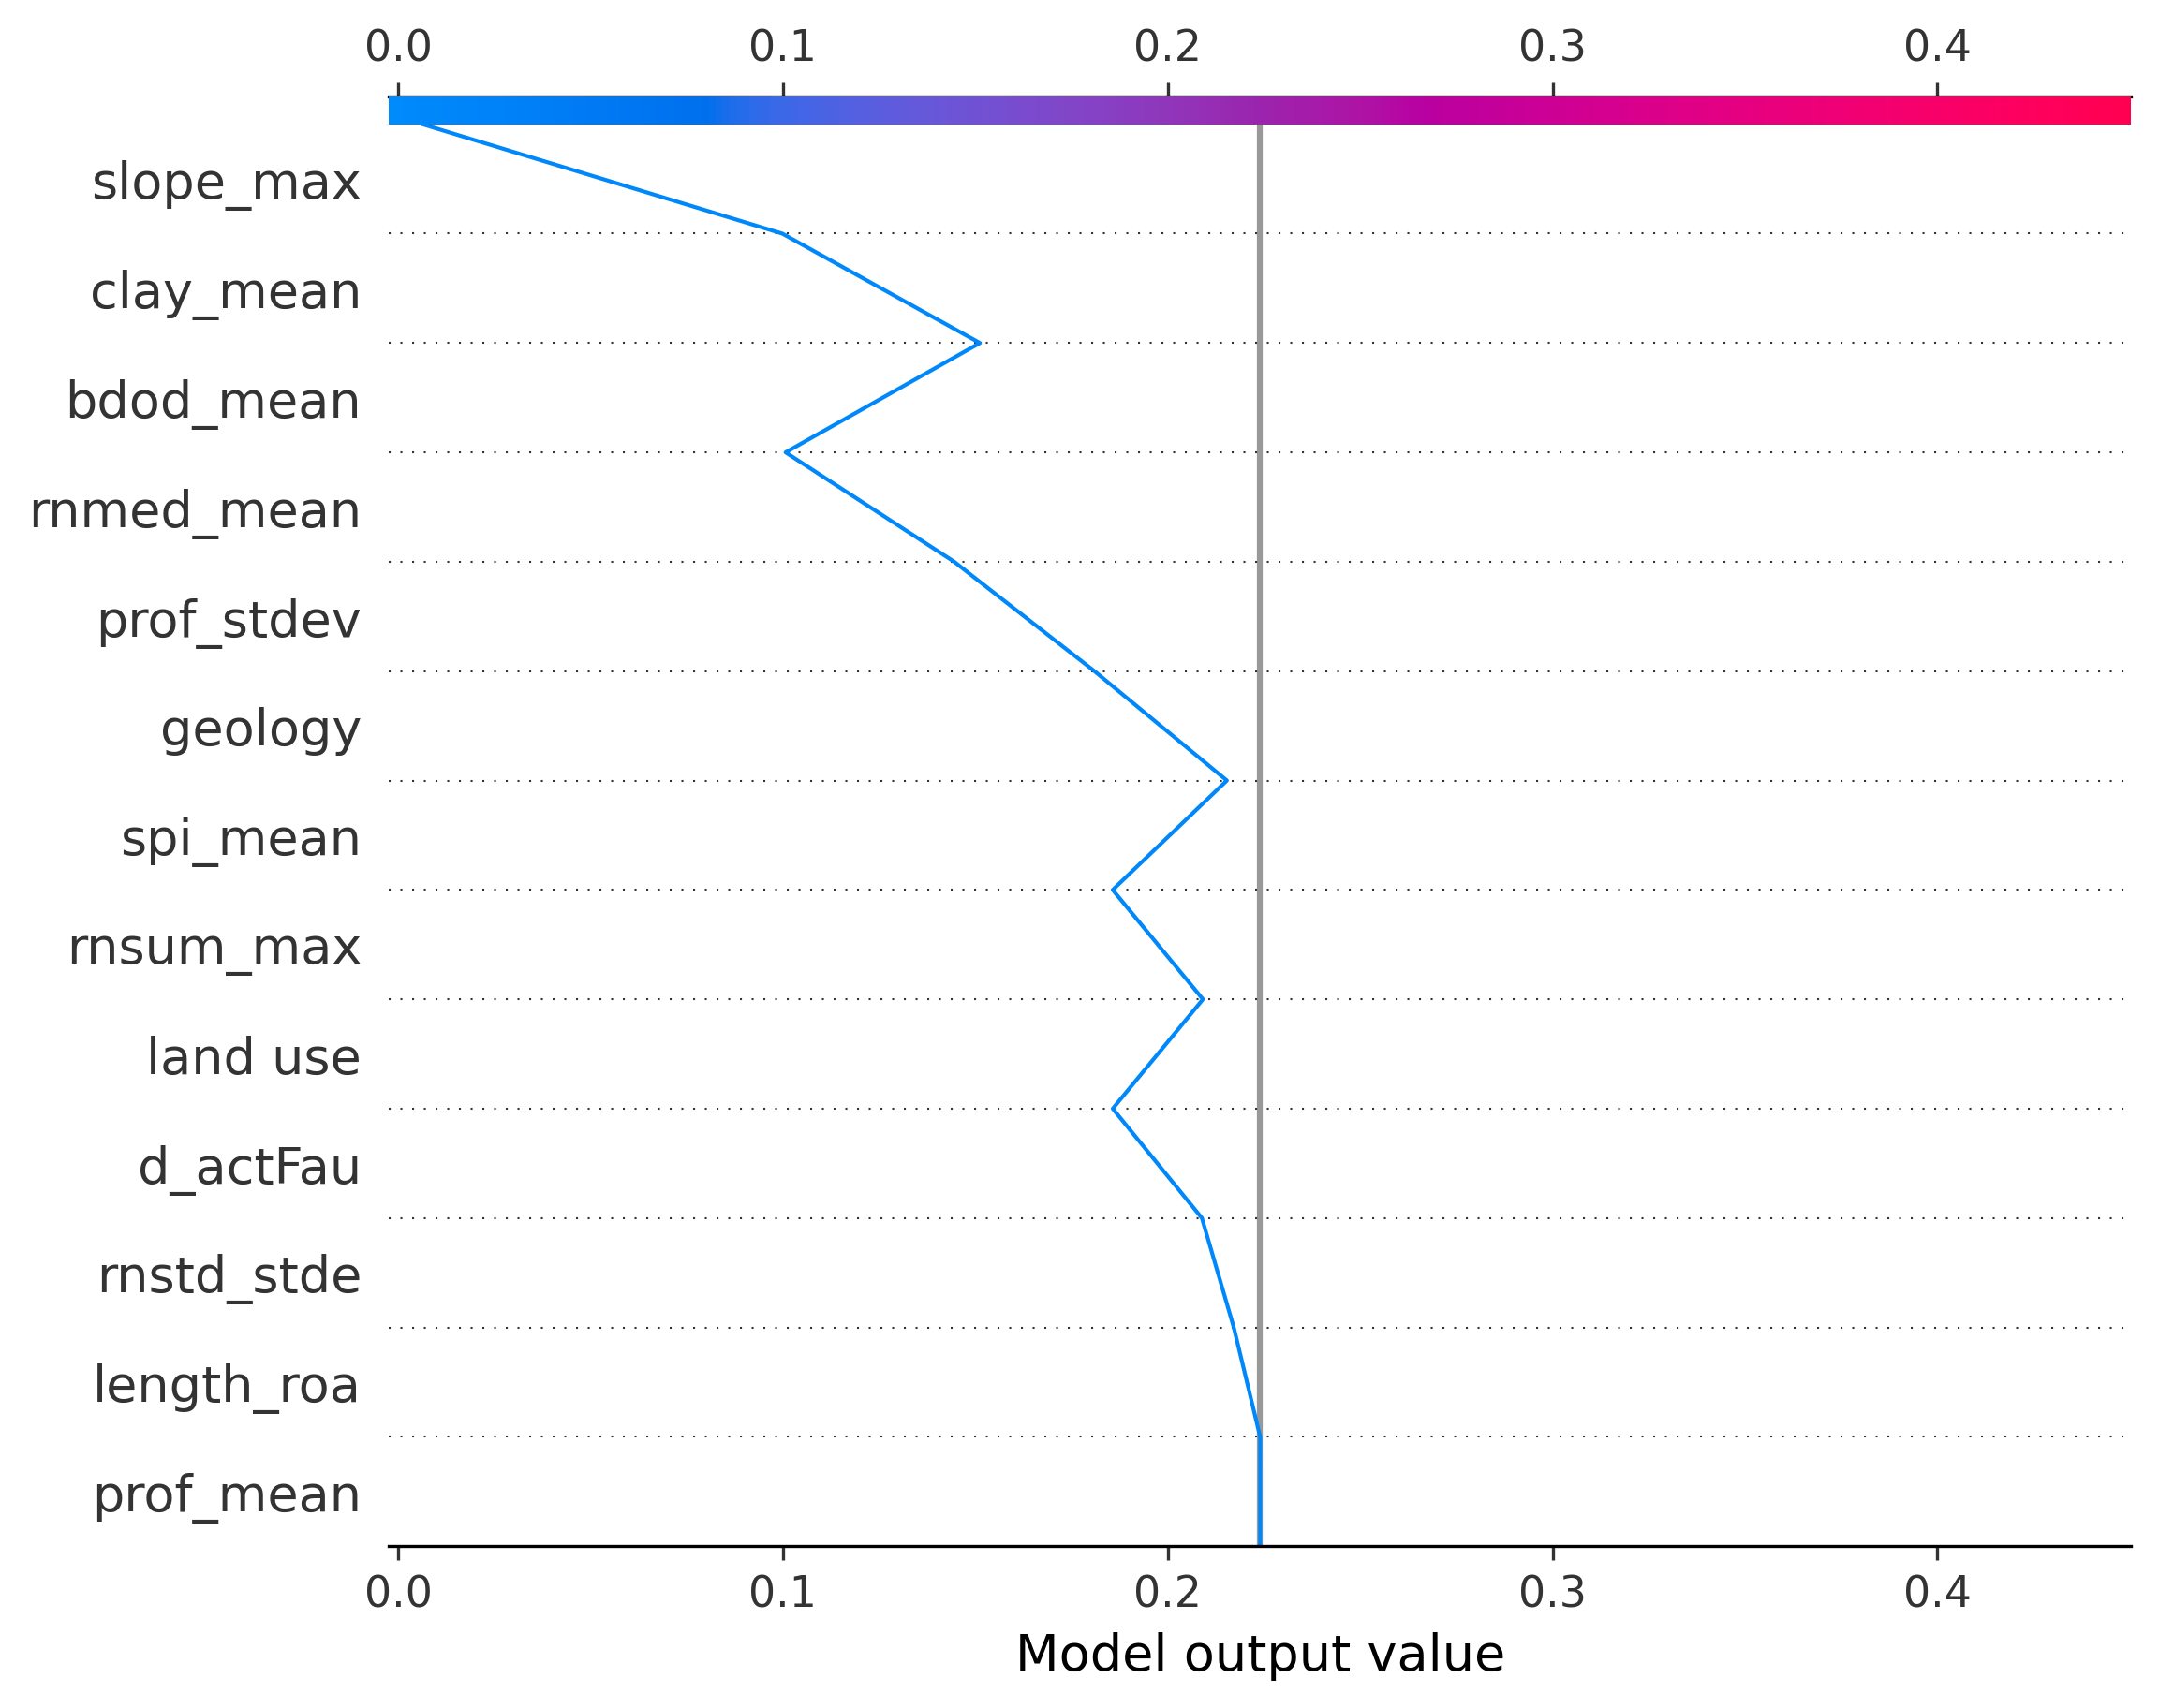 0.0 0.1 0.2 0.3 0.4
slope_max
clay_mean
bdod_mean
rnmed_mean
prof_stdev
geology
spi_mean
rnsum_max
land use
d_actFau
rnstd_stde
length_roa
prof_mean
0.0 0.1 0.2 0.3 0.4
Model output value